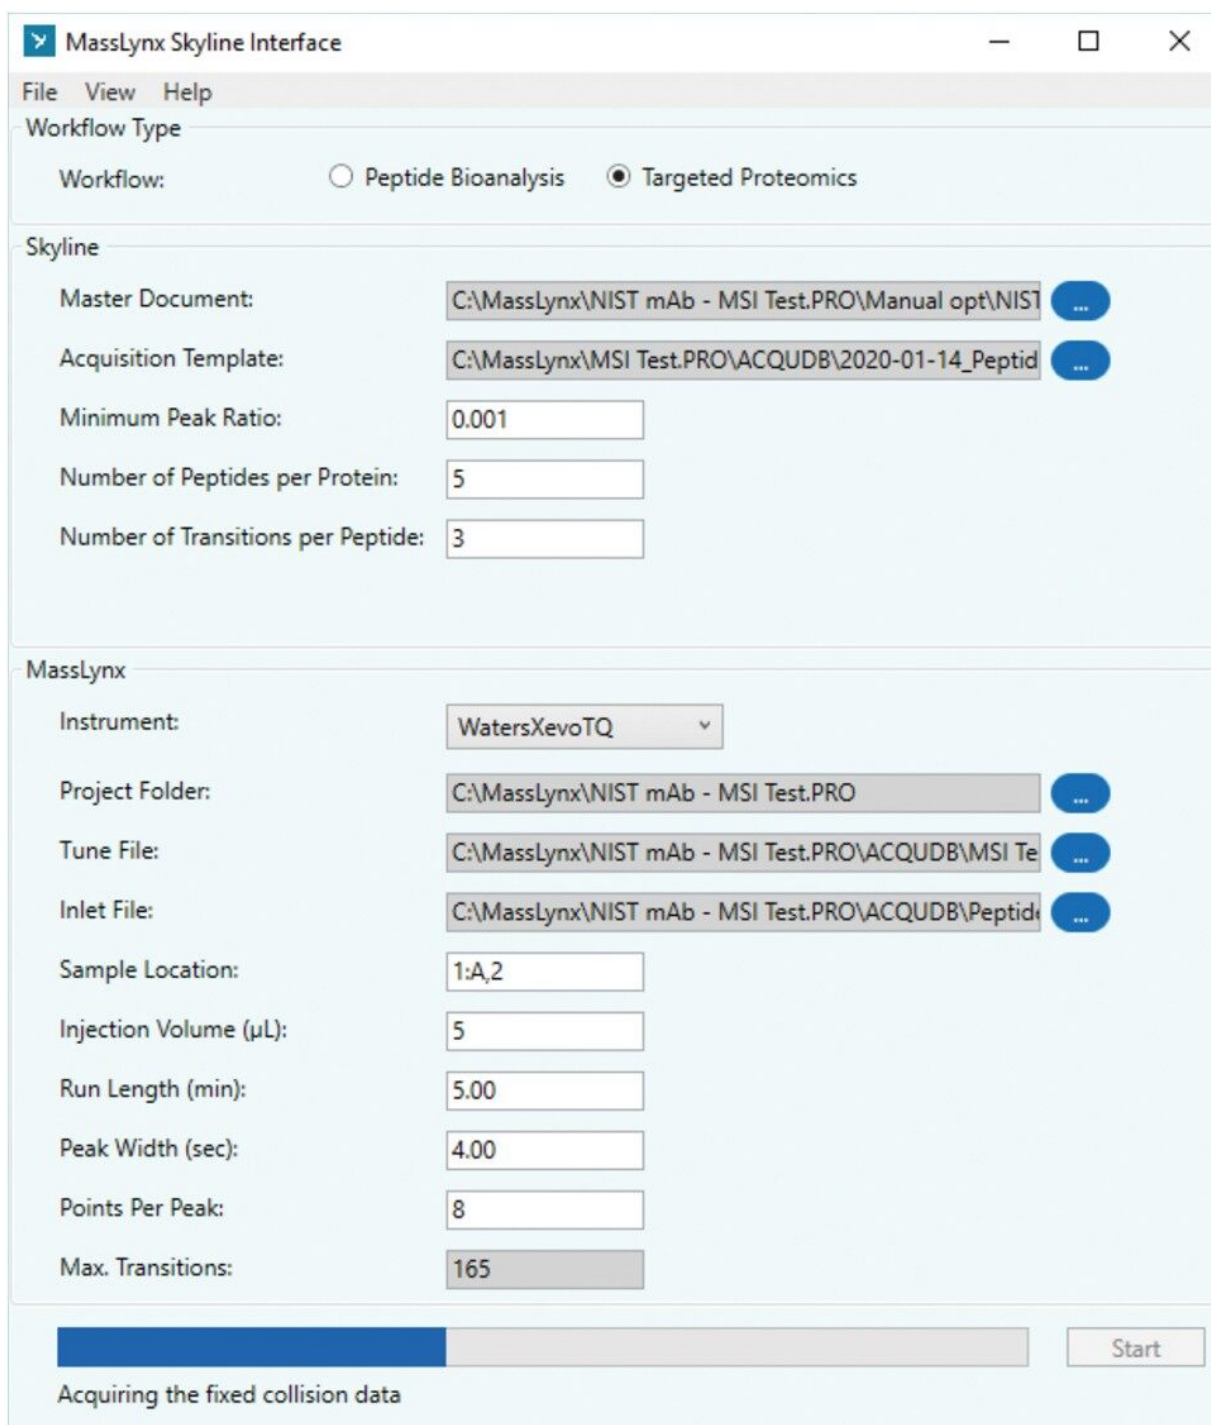 MassLynx Skyline Interface
File View Help
Workflow Type
Workflow: Peptide Bioanalysis Targeted Proteomics
Skyline
Master Document: C:\MassLynx\NIST mAb - MSI Test.PRO\Manual opt\NIST ...
Acquisition Template: C:\MassLynx\MSI Test.PRO\ACQUDB\2020-01-14_Peptid ...
Minimum Peak Ratio: 0.001
Number of Peptides per Protein: 5
Number of Transitions per Peptide: 3
MassLynx
Instrument: WatersXevoTQ
Project Folder: C:\MassLynx\NIST mAb - MSI Test.PRO ...
Tune File: C:\MassLynx\NIST mAb - MSI Test.PRO\ACQUDB\MSI Te ...
Inlet File: C:\MassLynx\NIST mAb - MSI Test.PRO\ACQUDB\Peptide ...
Sample Location: 1:A,2
Injection Volume (µL): 5
Run Length (min): 5.00
Peak Width (sec): 4.00
Points Per Peak: 8
Max. Transitions: 165
Start
Acquiring the fixed collision data